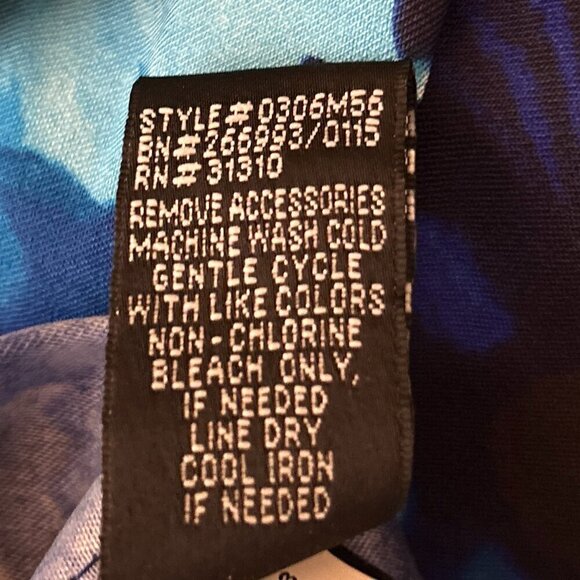 STYLE# 0306M56
BN# 266993/0115
RN# 31310
REMOVE ACCESSORIES
MACHINE WASH COLD
GENTLE CYCLE
WITH LIKE COLORS
NON-CHLORINE
BLEACH ONLY,
IF NEEDED
LINE DRY
COOL IRON
IF NEEDED